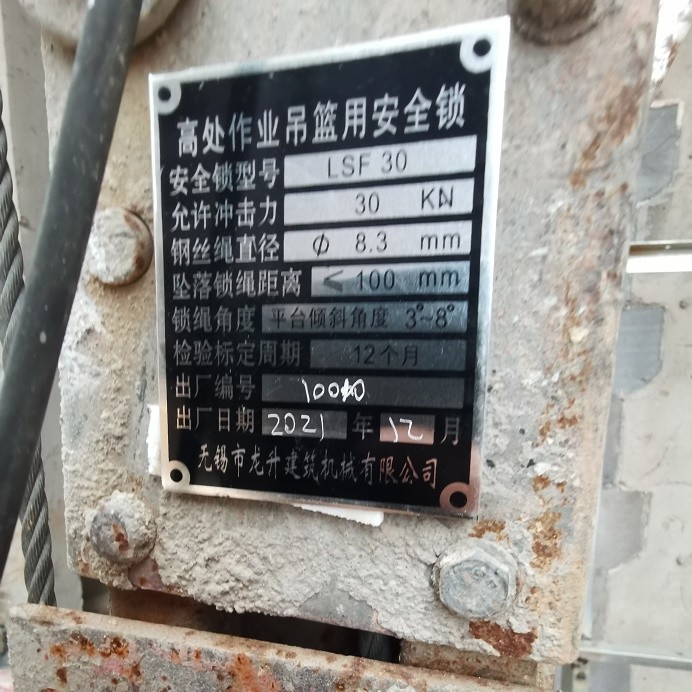 高处作业吊篮用安全锁
安全锁型号 LSF 30
允许冲击力 30 KN
钢丝绳直径 φ 8.3 mm
坠落锁绳距离 ≤100 mm
锁绳角度 平台倾斜角度 3°~8°
检验标定周期 12个月
出厂编号
出厂日期 2021 年 12 月
无锡市龙升建筑机械有限公司